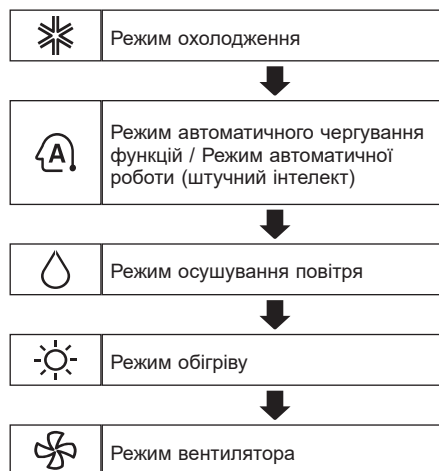 Режим охолодження
A
Режим автоматичного чергування
функцій / Режим автоматичної
роботи (штучний інтелект)
Режим осушування повітря
Режим обігріву
Режим вентилятора